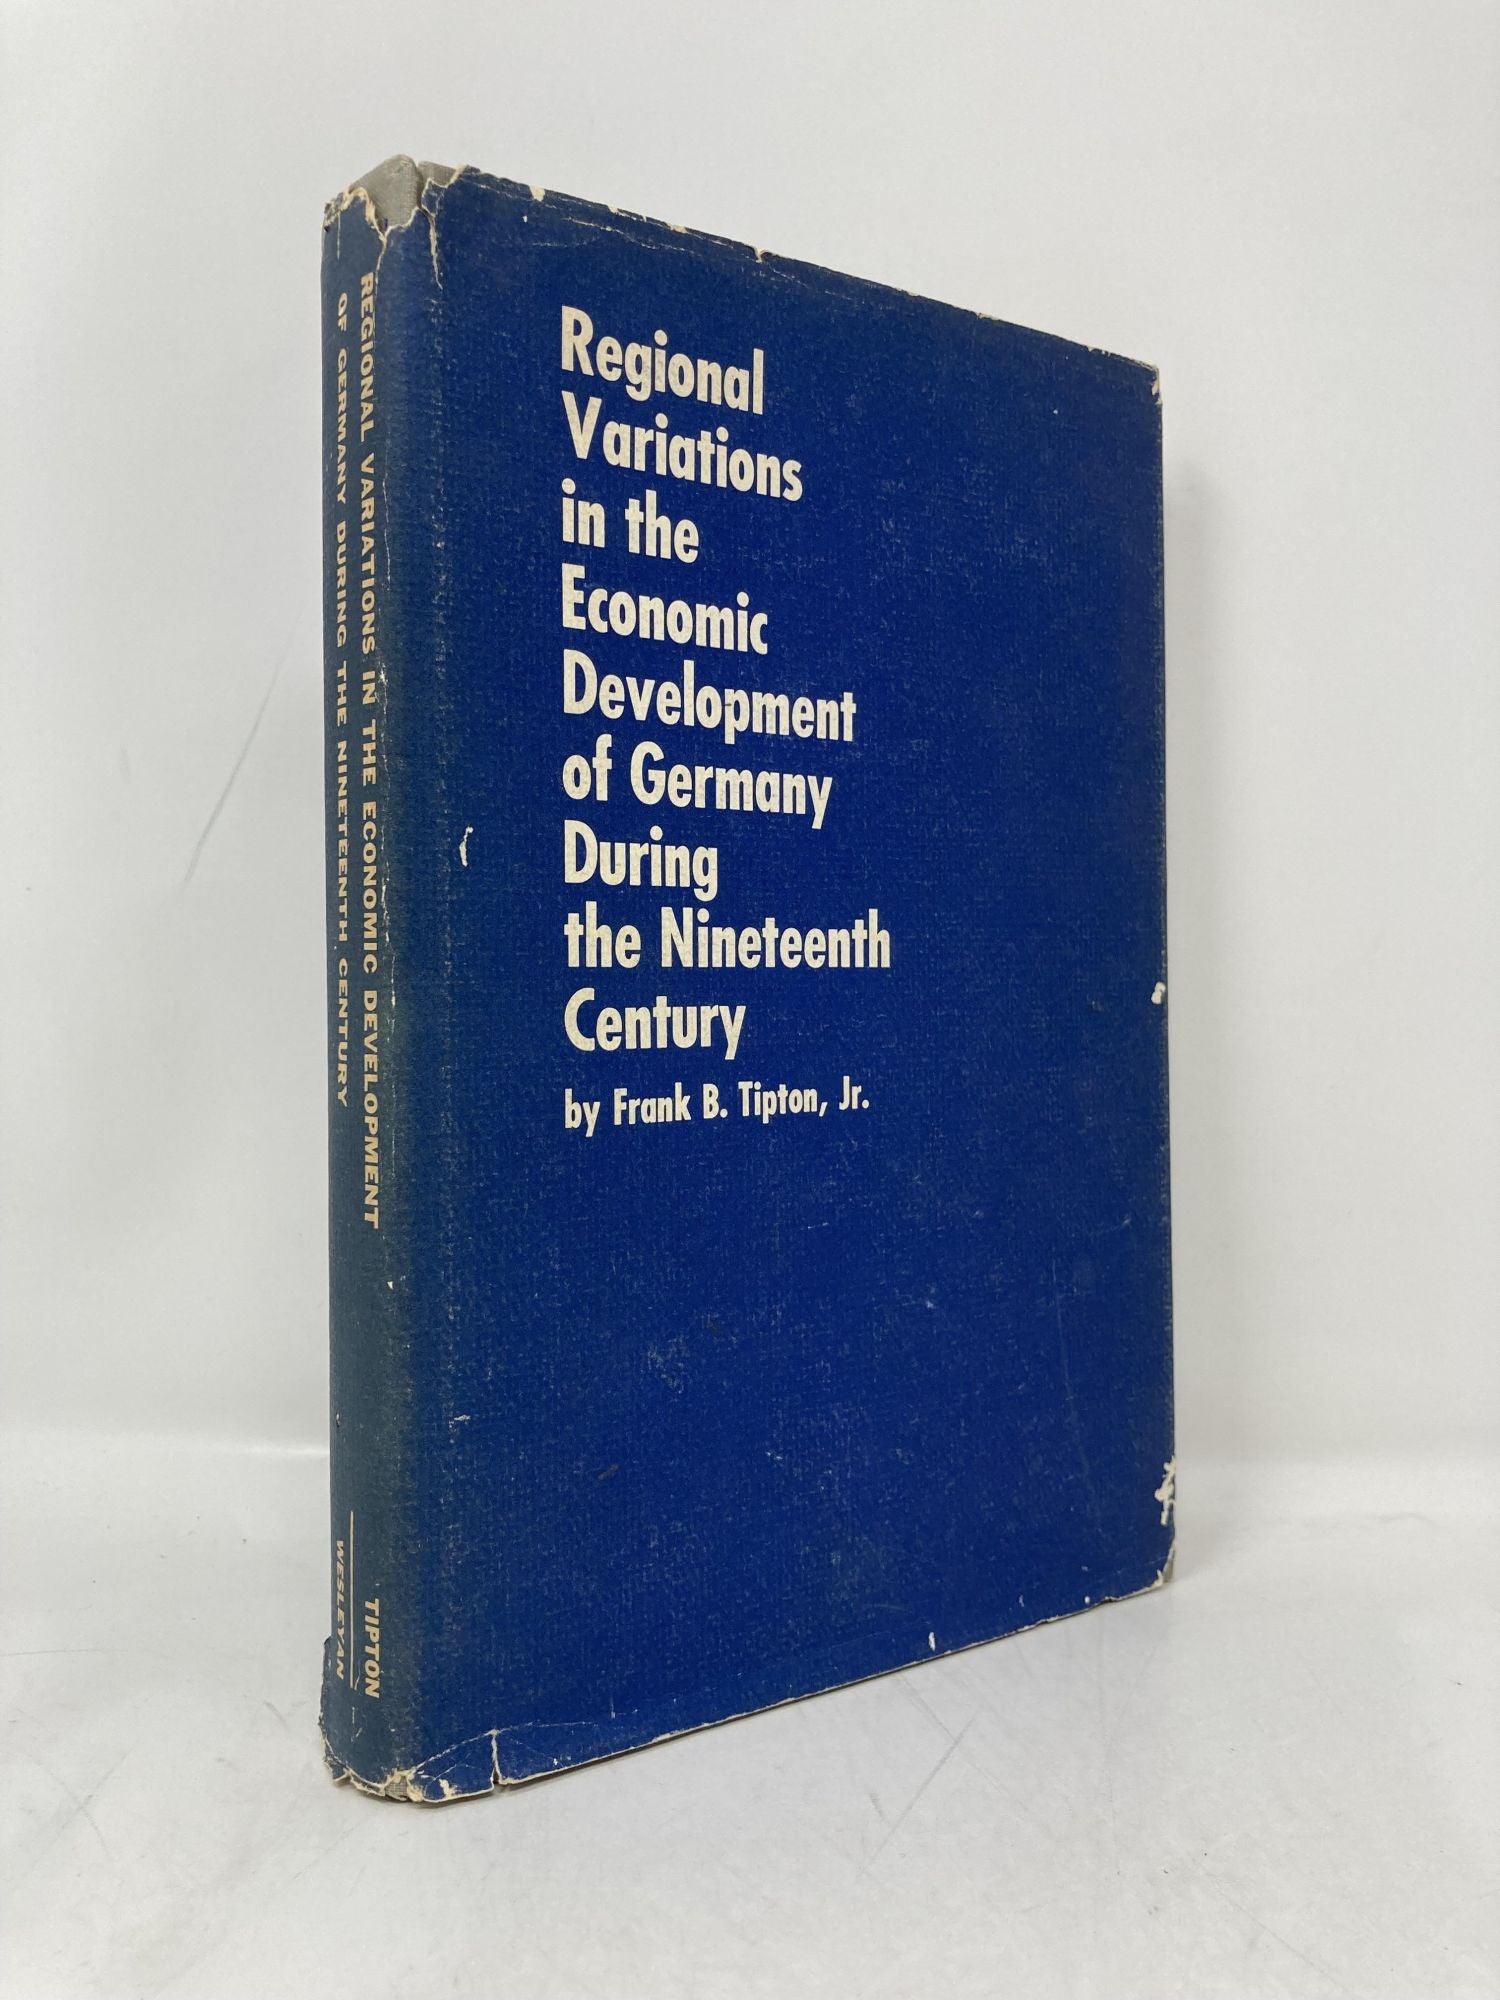 Regional
Variations
in the
Economic
Development
of Germany
During
the Nineteenth
Century
by Frank B. Tipton, Jr.
REGIONAL VARIATIONS IN THE ECONOMIC DEVELOPMENT
OF GERMANY DURING THE NINETEENTH CENTURY
TIPTON
WESLEYAN